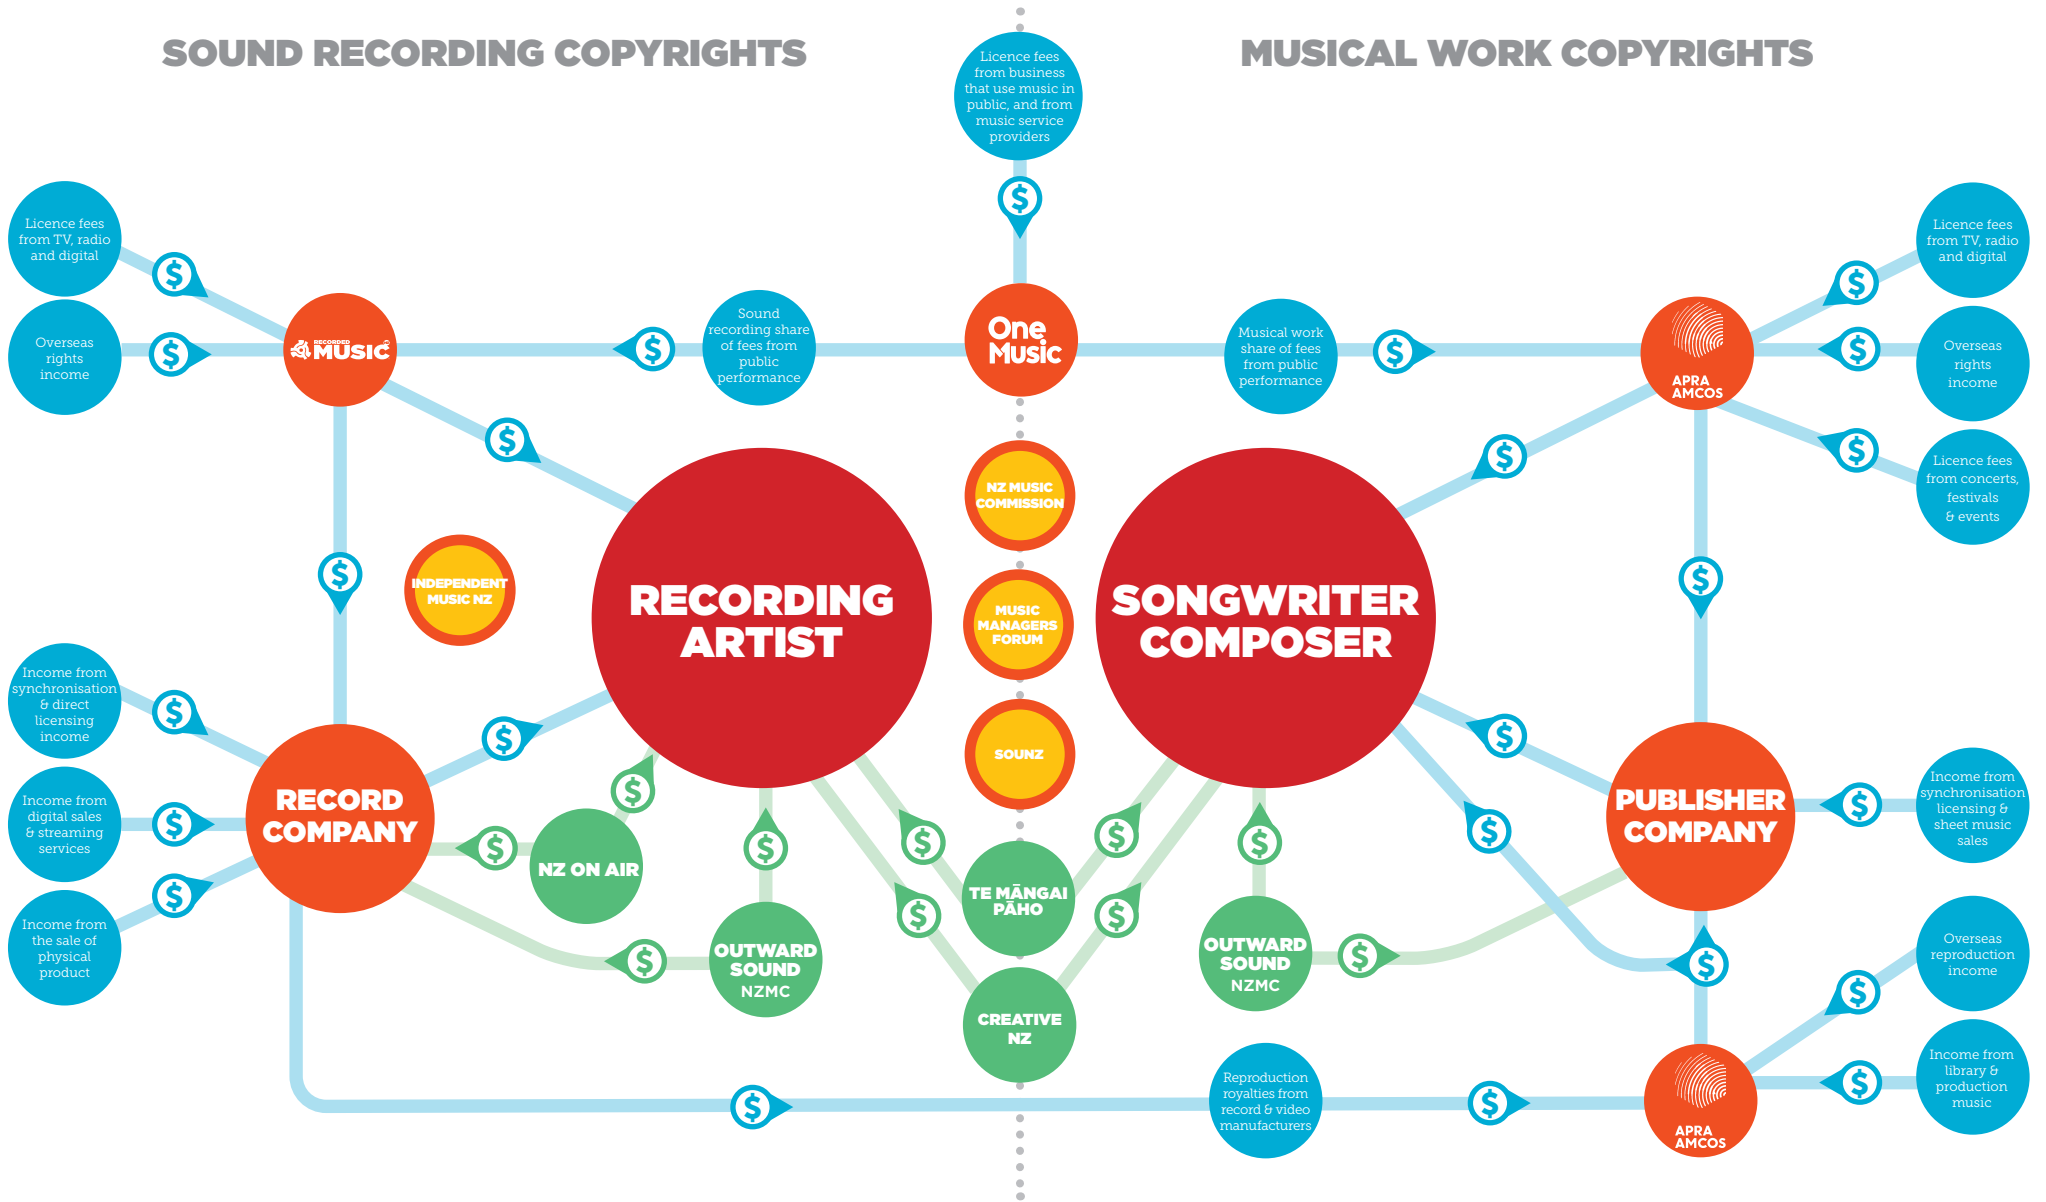 SOUND RECORDING COPYRIGHTS
MUSICAL WORK COPYRIGHTS
Licence fees
from business
that use music in
public, and from
music service
providers
$
Licence fees
from TV, radio
and digital
$
Overseas
rights
income
$
RECORDED
MUSIC NZ
$
Sound
recording share
of fees from
public
performance
One
Music
Musical work
share of fees
from public
performance
$
APRA
AMCOS
$
Licence fees
from TV, radio
and digital
$
Overseas
rights
income
$
Licence fees
from concerts,
festivals
& events
$
$
INDEPENDENT
MUSIC NZ
RECORDING
ARTIST
NZ MUSIC
COMMISSION
MUSIC
MANAGERS
FORUM
SOUNZ
SONGWRITER
COMPOSER
$
$
Income from
synchronisation
& direct
licensing
income
$
Income from
digital sales
& streaming
services
$
Income from
the sale of
physical
product
$
RECORD
COMPANY
$
$
NZ ON AIR
$
$
OUTWARD
SOUND
NZMC
$
$
$
TE MĀNGAI
PĀHO
$
$
CREATIVE
NZ
$
OUTWARD
SOUND
NZMC
$
$
$
PUBLISHER
COMPANY
$
Income from
synchronisation
licensing &
sheet music
sales
$
Overseas
reproduction
income
$
Income from
library &
production
music
$
$
Reproduction
royalties from
record & video
manufacturers
$
APRA
AMCOS